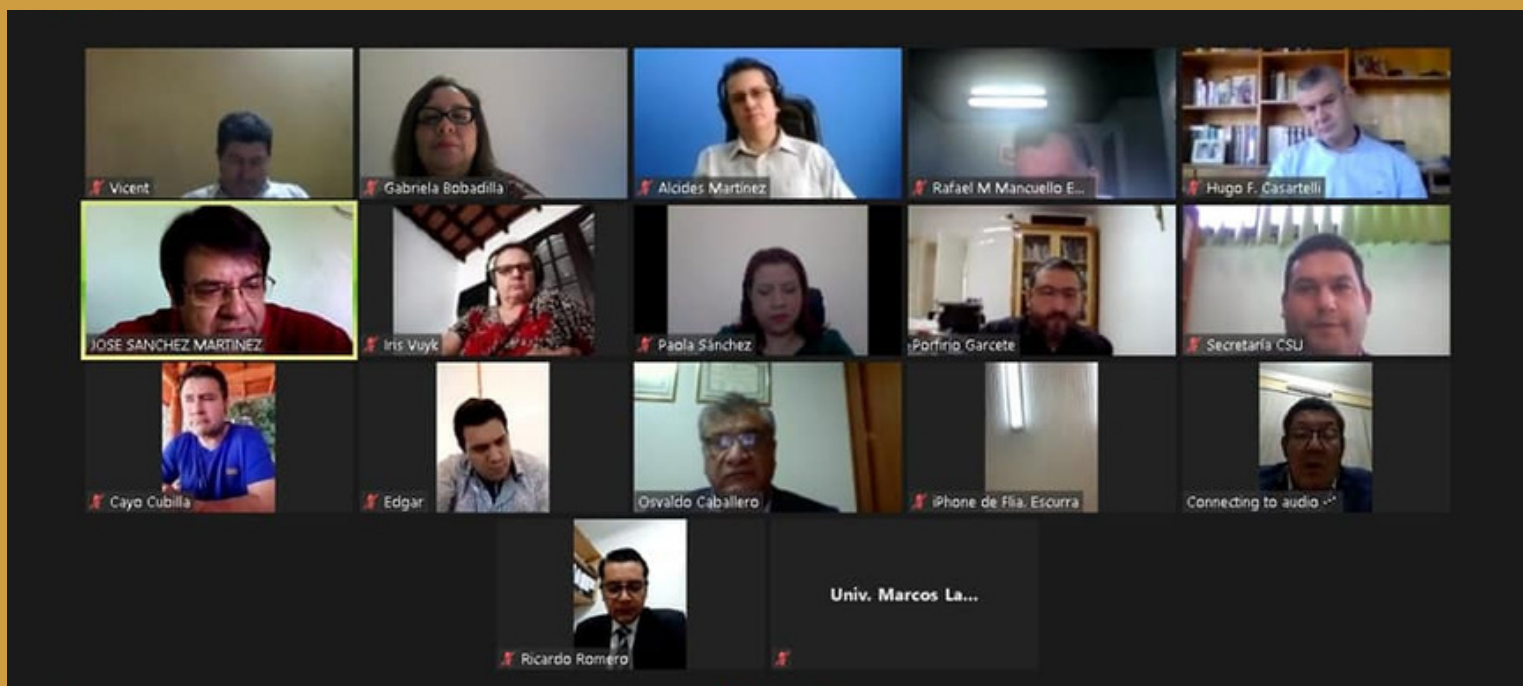 Vicent
Gabriela Bobadilla
Alcides Martínez
Rafael M Mancuello E...
Hugo F. Casartelli
JOSE SANCHEZ MARTINEZ
Iris Vuyk
Paola Sánchez
Porfirio Garcete
Secretaría CSU
Cayo Cubilla
Edgar
Osvaldo Caballero
iPhone de Flia. Escurra
Connecting to audio
Ricardo Romero
Univ. Marcos La...